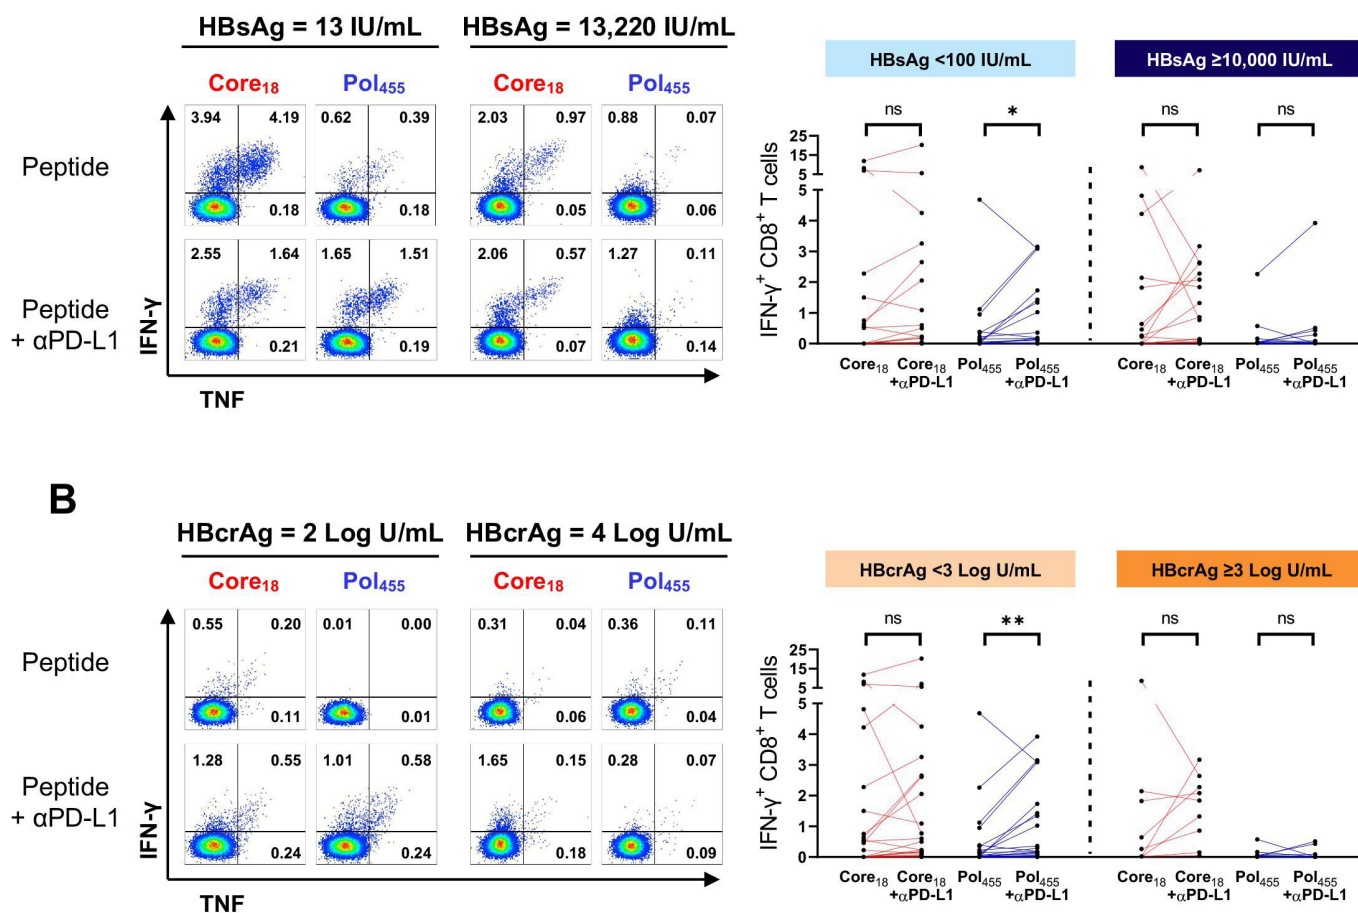 HBsAg = 13 IU/mL HBsAg = 13,220 IU/mL
Core18 Pol455 Core18 Pol455
Peptide
3.94 4.19 0.62 0.39 2.03 0.97 0.88 0.07
0.18 0.18 0.05 0.06
Peptide
+ αPD-L1
2.55 1.64 1.65 1.51 2.06 0.57 1.27 0.11
0.21 0.19 0.07 0.14
IFN-γ
TNF
HBsAg <100 IU/mL HBsAg ≥10,000 IU/mL
ns * ns ns
IFN-γ+ CD8+ T cells
25
15
5
5
4
3
2
1
0
Core18 Core18 Pol455 Pol455 Core18 Core18 Pol455 Pol455
+αPD-L1 +αPD-L1 +αPD-L1 +αPD-L1
B
HBcrAg = 2 Log U/mL HBcrAg = 4 Log U/mL
Core18 Pol455 Core18 Pol455
Peptide
0.55 0.20 0.01 0.00 0.31 0.04 0.36 0.11
0.11 0.01 0.06 0.04
Peptide
+ αPD-L1
1.28 0.55 1.01 0.58 1.65 0.15 0.28 0.07
0.24 0.24 0.18 0.09
IFN-γ
TNF
HBcrAg <3 Log U/mL HBcrAg ≥3 Log U/mL
ns ** ns ns
IFN-γ+ CD8+ T cells
25
15
5
5
4
3
2
1
0
Core18 Core18 Pol455 Pol455 Core18 Core18 Pol455 Pol455
+αPD-L1 +αPD-L1 +αPD-L1 +αPD-L1